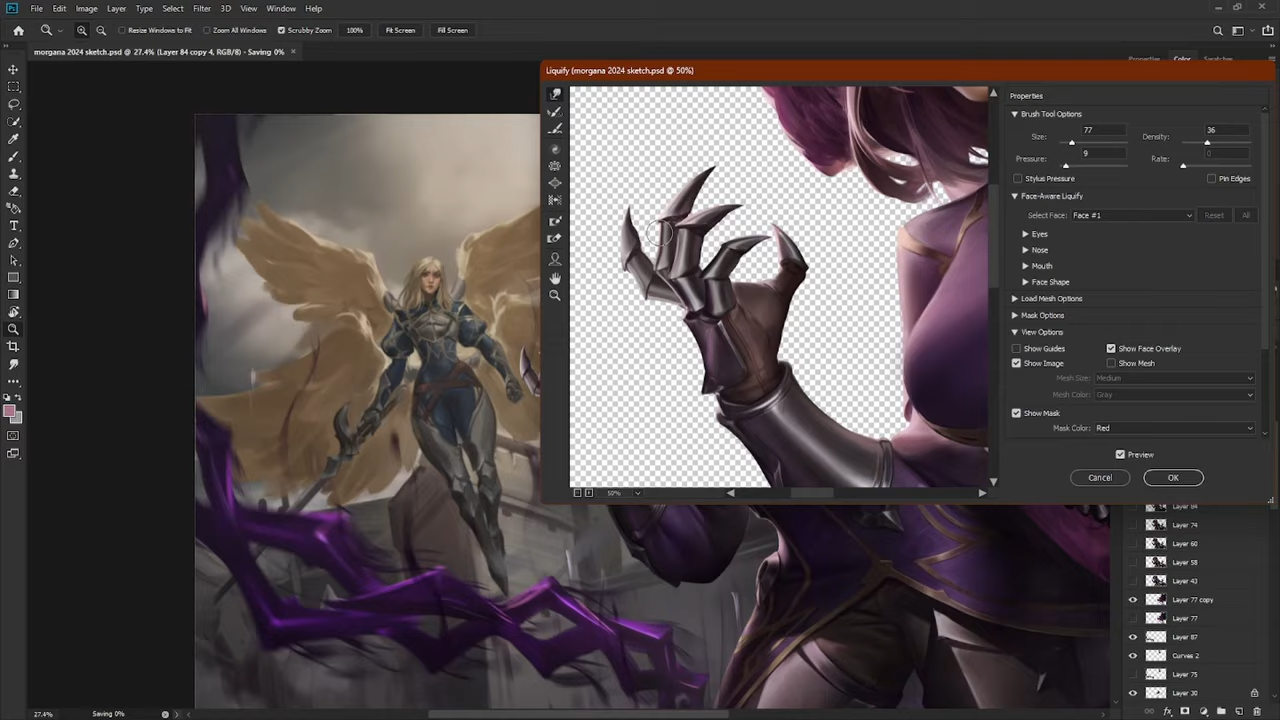 File Edit Image Layer Type Select Filter 3D View Window Help
Resize Windows to Fit Zoom All Windows Scrubby Zoom 100% Fit Screen Fill Screen
morgana 2024 sketch.psd @ 27.4% (Layer 84 copy 4, RGB/8) - Saving 0% ×
Properties Color Swatches
Liquify (morgana 2024 sketch.psd @ 50%)
Properties
Brush Tool Options
Size: 77 Density: 36
Pressure: 9 Rate: 0
Stylus Pressure Pin Edges
Face-Aware Liquify
Select Face: Face #1 Reset All
Eyes
Nose
Mouth
Face Shape
Load Mesh Options
Mask Options
View Options
Show Guides Show Face Overlay
Show Image Show Mesh
Mesh Size: Medium
Mesh Color: Gray
Show Mask
Mask Color: Red
Preview
Cancel OK
50%
Layer 84
Layer 74
Layer 60
Layer 58
Layer 43
Layer 77 copy
Layer 77
Layer 87
Curves 2
Layer 75
Layer 30
27.4% Saving 0%